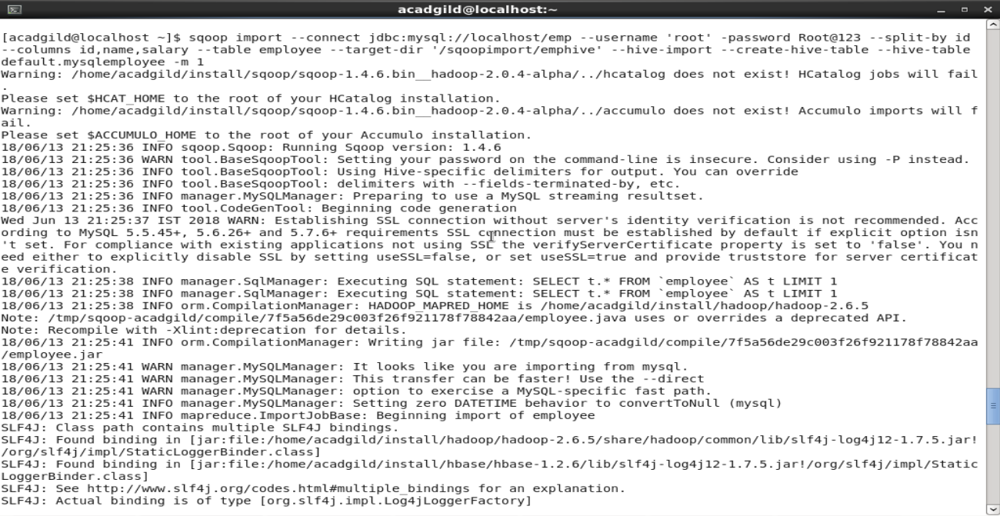 acadgild@localhost:~
[acadgild@localhost ~]$ sqoop import --connect jdbc:mysql://localhost/emp --username 'root' -password Root@123 --split-by id
--columns id,name,salary --table employee --target-dir '/sqoopimport/emphive' --hive-import --create-hive-table --hive-table
default.mysqlemployee -m 1
Warning: /home/acadgild/install/sqoop/sqoop-1.4.6.bin__hadoop-2.0.4-alpha/../hcatalog does not exist! HCatalog jobs will fail
.
Please set $HCAT_HOME to the root of your HCatalog installation.
Warning: /home/acadgild/install/sqoop/sqoop-1.4.6.bin__hadoop-2.0.4-alpha/../accumulo does not exist! Accumulo imports will f
ail.
Please set $ACCUMULO_HOME to the root of your Accumulo installation.
18/06/13 21:25:36 INFO sqoop.Sqoop: Running Sqoop version: 1.4.6
18/06/13 21:25:36 WARN tool.BaseSqoopTool: Setting your password on the command-line is insecure. Consider using -P instead.
18/06/13 21:25:36 INFO tool.BaseSqoopTool: Using Hive-specific delimiters for output. You can override
18/06/13 21:25:36 INFO tool.BaseSqoopTool: delimiters with --fields-terminated-by, etc.
18/06/13 21:25:36 INFO manager.MySQLManager: Preparing to use a MySQL streaming resultset.
18/06/13 21:25:36 INFO tool.CodeGenTool: Beginning code generation
Wed Jun 13 21:25:37 IST 2018 WARN: Establishing SSL connection without server's identity verification is not recommended. Acc
ording to MySQL 5.5.45+, 5.6.26+ and 5.7.6+ requirements SSL connection must be established by default if explicit option isn
't set. For compliance with existing applications not using SSL the verifyServerCertificate property is set to 'false'. You n
eed either to explicitly disable SSL by setting useSSL=false, or set useSSL=true and provide truststore for server certificat
e verification.
18/06/13 21:25:38 INFO manager.SqlManager: Executing SQL statement: SELECT t.* FROM `employee` AS t LIMIT 1
18/06/13 21:25:38 INFO manager.SqlManager: Executing SQL statement: SELECT t.* FROM `employee` AS t LIMIT 1
18/06/13 21:25:38 INFO orm.CompilationManager: HADOOP_MAPRED_HOME is /home/acadgild/install/hadoop/hadoop-2.6.5
Note: /tmp/sqoop-acadgild/compile/7f5a56de29c003f26f921178f78842aa/employee.java uses or overrides a deprecated API.
Note: Recompile with -Xlint:deprecation for details.
18/06/13 21:25:41 INFO orm.CompilationManager: Writing jar file: /tmp/sqoop-acadgild/compile/7f5a56de29c003f26f921178f78842aa
/employee.jar
18/06/13 21:25:41 WARN manager.MySQLManager: It looks like you are importing from mysql.
18/06/13 21:25:41 WARN manager.MySQLManager: This transfer can be faster! Use the --direct
18/06/13 21:25:41 WARN manager.MySQLManager: option to exercise a MySQL-specific fast path.
18/06/13 21:25:41 INFO manager.MySQLManager: Setting zero DATETIME behavior to convertToNull (mysql)
18/06/13 21:25:41 INFO mapreduce.ImportJobBase: Beginning import of employee
SLF4J: Class path contains multiple SLF4J bindings.
SLF4J: Found binding in [jar:file:/home/acadgild/install/hadoop/hadoop-2.6.5/share/hadoop/common/lib/slf4j-log4j12-1.7.5.jar!
/org/slf4j/impl/StaticLoggerBinder.class]
SLF4J: Found binding in [jar:file:/home/acadgild/install/hbase/hbase-1.2.6/lib/slf4j-log4j12-1.7.5.jar!/org/slf4j/impl/Static
LoggerBinder.class]
SLF4J: See http://www.slf4j.org/codes.html#multiple_bindings for an explanation.
SLF4J: Actual binding is of type [org.slf4j.impl.Log4jLoggerFactory]